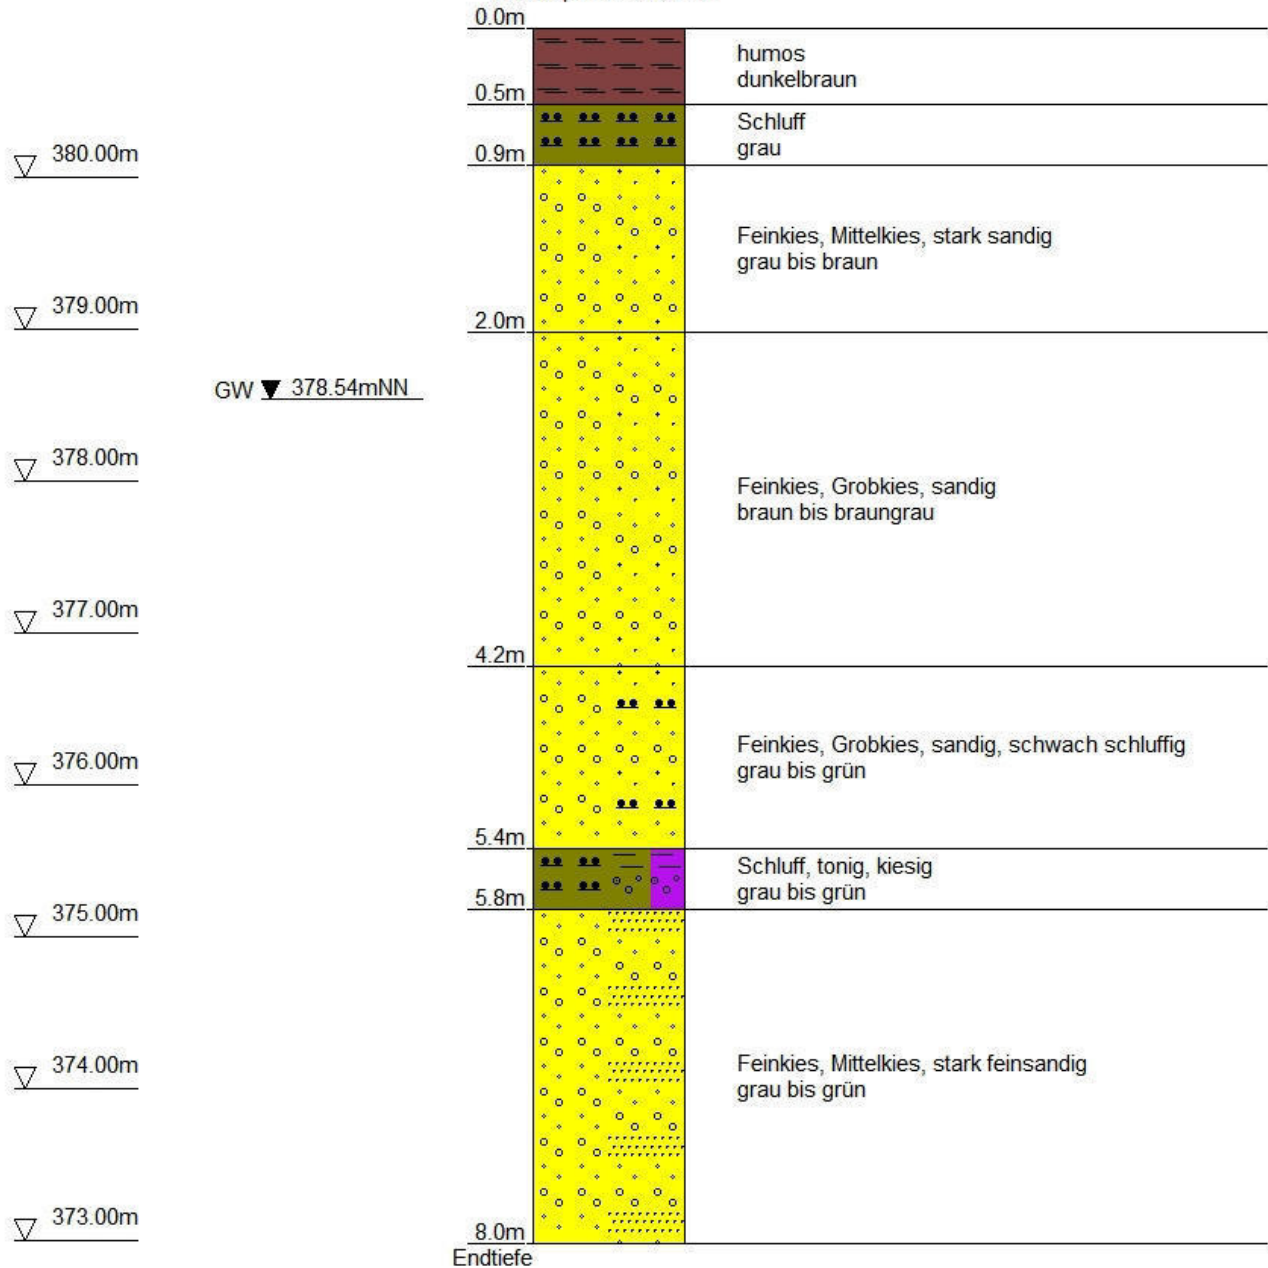 0.0m
humos
dunkelbraun
0.5m
Schluff
grau
380.00m
0.9m
Feinkies, Mittelkies, stark sandig
grau bis braun
379.00m
2.0m
GW 378.54mNN
378.00m
Feinkies, Grobkies, sandig
braun bis braungrau
377.00m
4.2m
Feinkies, Grobkies, sandig, schwach schluffig
grau bis grün
376.00m
5.4m
Schluff, tonig, kiesig
grau bis grün
5.8m
375.00m
Feinkies, Mittelkies, stark feinsandig
grau bis grün
374.00m
373.00m
8.0m
Endtiefe